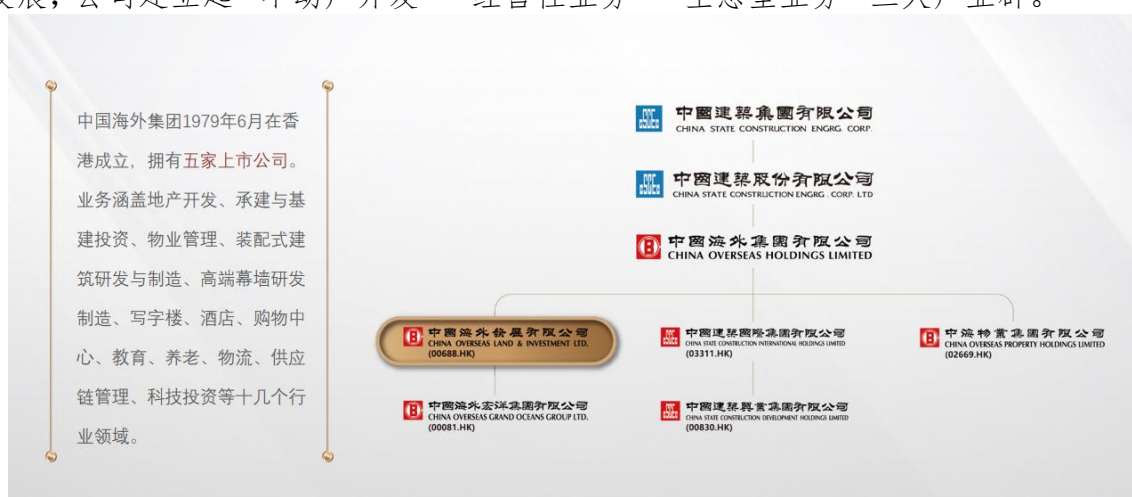 发展,公司建立起“不动产开发”“经营性业务”“生态型业务”三大产业群。
中国海外集团1979年6月在香
港成立,拥有五家上市公司。
业务涵盖地产开发、承建与基
建投资、物业管理、装配式建
筑研发与制造、高端幕墙研发
制造、写字楼、酒店、购物中
心、教育、养老、物流、供应
链管理、科技投资等十几个行
业领域。
中國建築集團有限公司
CHINA STATE CONSTRUCTION ENGRG. CORP.
中國建築股份有限公司
CHINA STATE CONSTRUCTION ENGRG. CORP. LTD
中國海外集團有限公司
CHINA OVERSEAS HOLDINGS LIMITED
中國海外發展有限公司
CHINA OVERSEAS LAND & INVESTMENT LTD.
(00688.HK)
中國建築國際集團有限公司
CHINA STATE CONSTRUCTION INTERNATIONAL HOLDINGS LIMITED
(03311.HK)
中海物業集團有限公司
CHINA OVERSEAS PROPERTY HOLDINGS LIMITED
(02669.HK)
中國海外宏洋集團有限公司
CHINA OVERSEAS GRAND OCEANS GROUP LTD.
(00081.HK)
中國建築興業集團有限公司
CHINA STATE CONSTRUCTION DEVELOPMENT HOLDINGS LIMITED
(00830.HK)